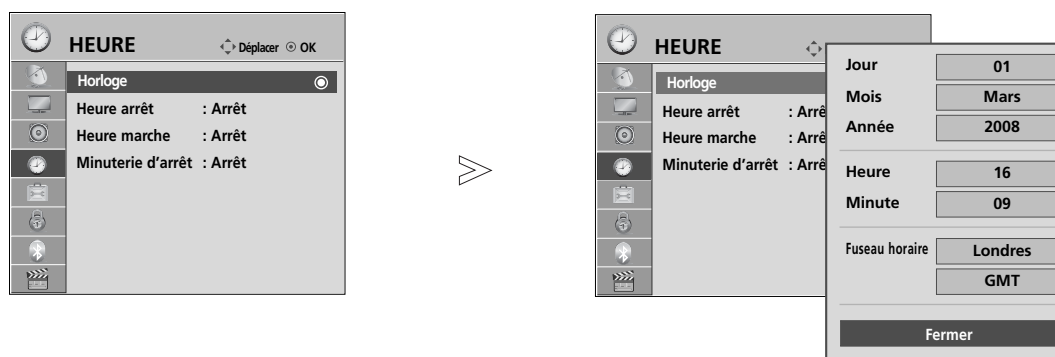 HEURE Déplacer OK
Horloge
Heure arrêt : Arrêt
Heure marche : Arrêt
Minuterie d’arrêt : Arrêt
HEURE
Horloge
Heure arrêt : Arrê
Heure marche : Arrê
Minuterie d’arrêt : Arrê
Jour 01
Mois Mars
Année 2008
Heure 16
Minute 09
Fuseau horaire Londres
GMT
Fermer